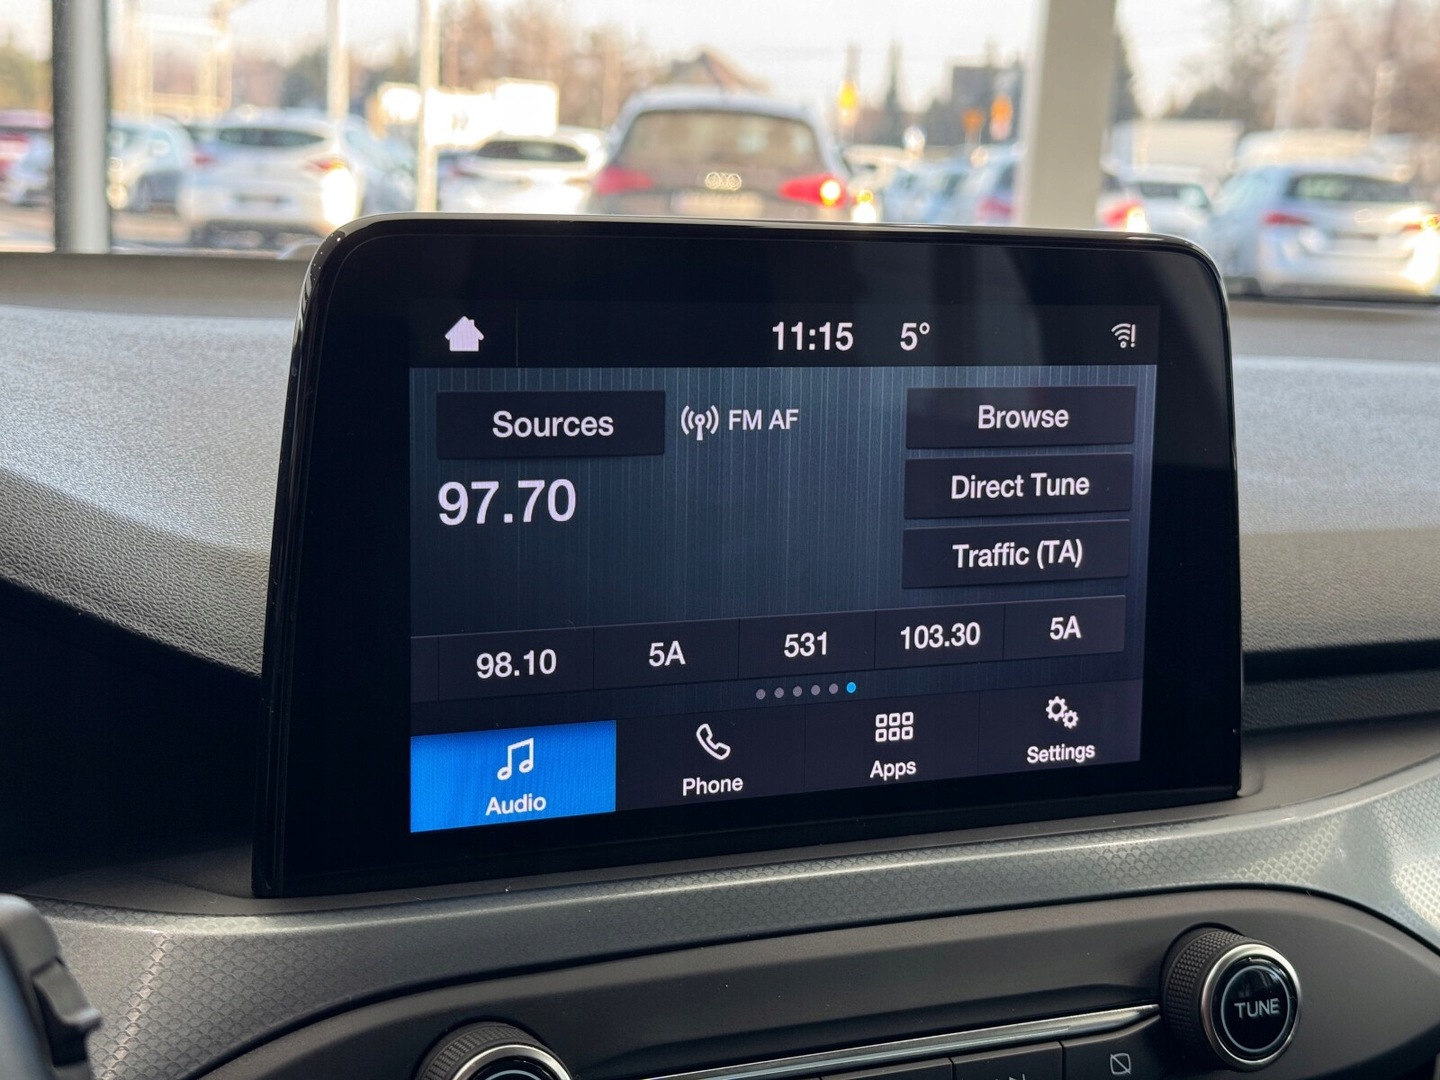 11:15 5°
Sources FM AF Browse
97.70 Direct Tune
Traffic (TA)
98.10 5A 531 103.30 5A
Audio Phone Apps Settings
TUNE